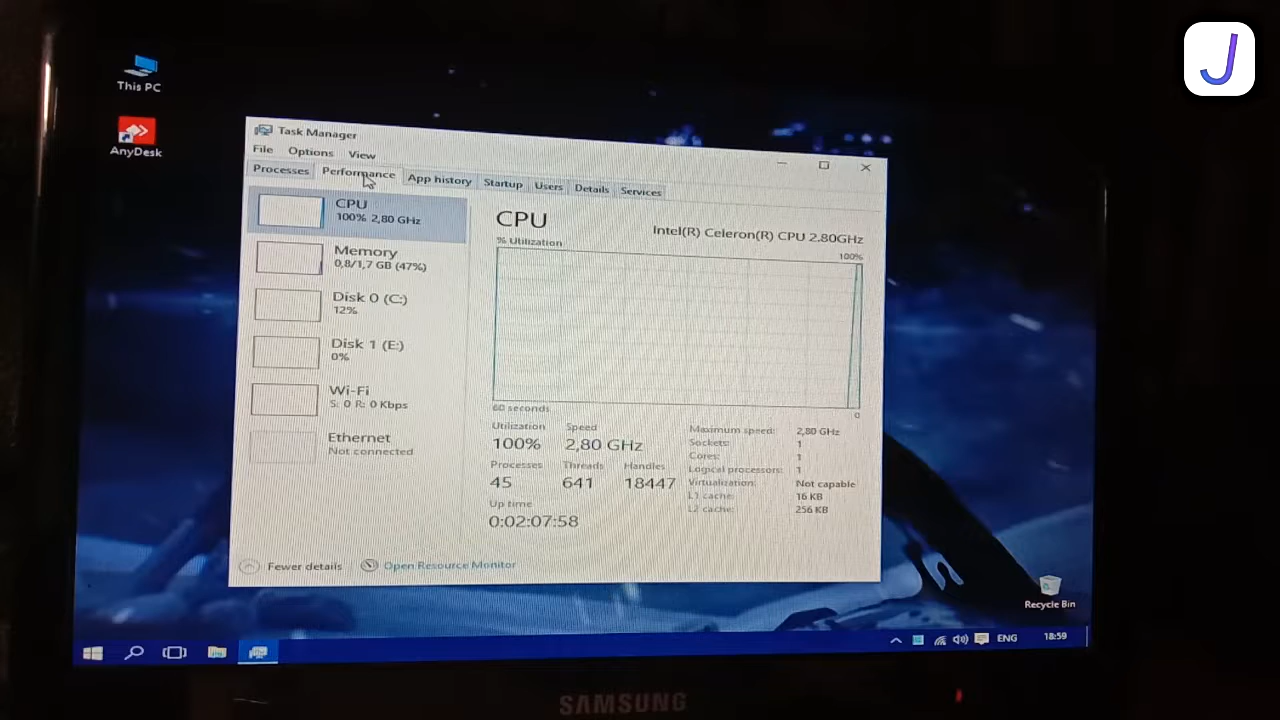 This PC
AnyDesk
Task Manager
File Options View
Processes Performance App history Startup Users Details Services
CPU
100% 2,80 GHz
Memory
0,8/1,7 GB (47%)
Disk 0 (C:)
12%
Disk 1 (E:)
0%
Wi-Fi
S: 0 R: 0 Kbps
Ethernet
Not connected
CPU
Intel(R) Celeron(R) CPU 2.80GHz
% Utilization
100%
60 seconds
0
Utilization Speed
100% 2,80 GHz
Processes Threads Handles
45 641 18447
Up time
0:02:07:58
Maximum speed: 2,80 GHz
Sockets: 1
Cores: 1
Logical processors: 1
Virtualization: Not capable
L1 cache: 16 KB
L2 cache: 256 KB
Fewer details
Open Resource Monitor
Recycle Bin
ENG
18:59
SAMSUNG
J